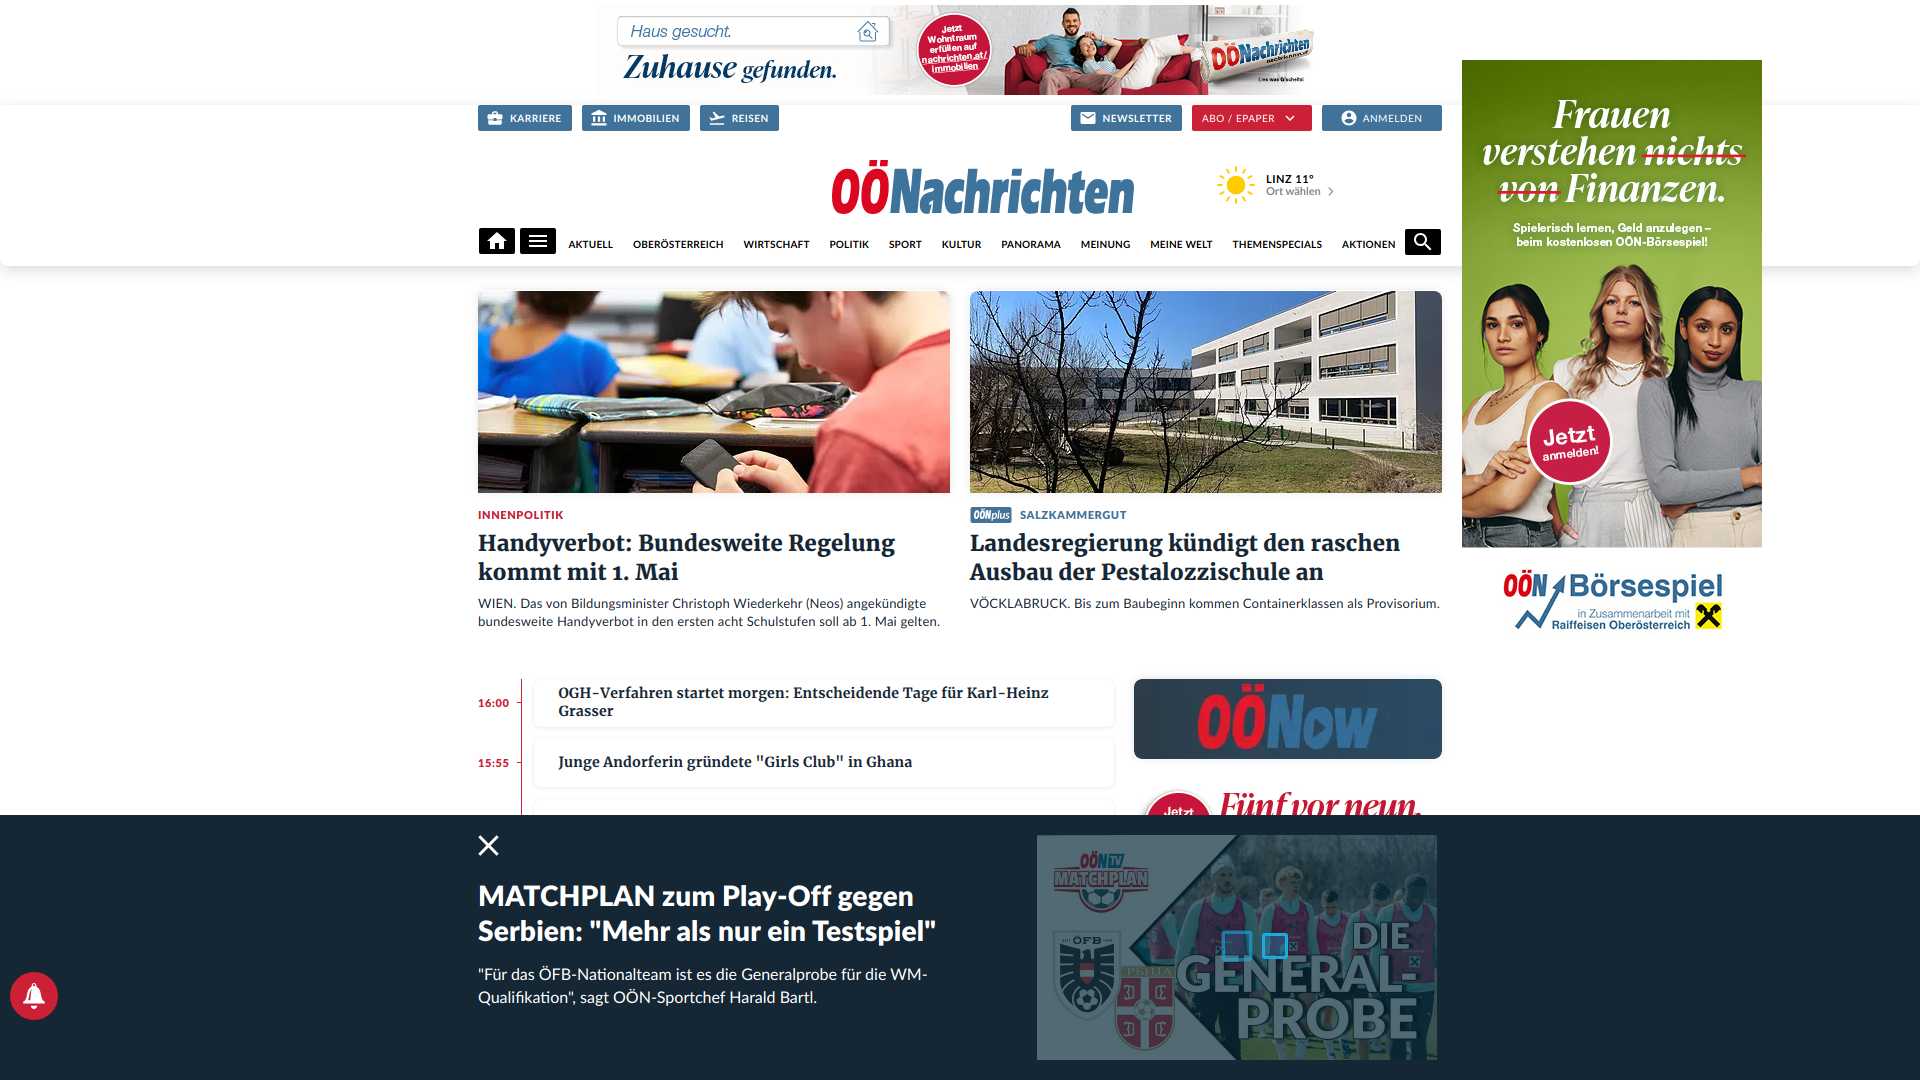 Haus gesucht.
Zuhause gefunden.
Jetzt
Wohntraum
erfüllen auf
nachrichten.at/
immobilien
OÖNachrichten
Lies was G'scheits!
KARRIERE
IMMOBILIEN
REISEN
NEWSLETTER
ABO / EPAPER
ANMELDEN
OÖNachrichten
LINZ 11°
Ort wählen
AKTUELL
OBERÖSTERREICH
WIRTSCHAFT
POLITIK
SPORT
KULTUR
PANORAMA
MEINUNG
MEINE WELT
THEMENSPECIALS
AKTIONEN
Frauen
verstehen nichts
von Finanzen.
Spielerisch lernen, Geld anzulegen –
beim kostenlosen OÖN-Börsespiel!
Jetzt
anmelden!
OÖN Börsespiel
in Zusammenarbeit mit
Raiffeisen Oberösterreich
INNENPOLITIK
Handyverbot: Bundesweite Regelung
kommt mit 1. Mai
WIEN. Das von Bildungsminister Christoph Wiederkehr (Neos) angekündigte
bundesweite Handyverbot in den ersten acht Schulstufen soll ab 1. Mai gelten.
OÖNplus SALZKAMMERGUT
Landesregierung kündigt den raschen
Ausbau der Pestalozzischule an
VÖCKLABRUCK. Bis zum Baubeginn kommen Containerklassen als Provisorium.
16:00
OGH-Verfahren startet morgen: Entscheidende Tage für Karl-Heinz
Grasser
15:55
Junge Andorferin gründete "Girls Club" in Ghana
OÖNow
Jetzt
Fünf vor neun.
MATCHPLAN zum Play-Off gegen
Serbien: "Mehr als nur ein Testspiel"
"Für das ÖFB-Nationalteam ist es die Generalprobe für die WM-
Qualifikation", sagt OÖN-Sportchef Harald Bartl.
OÖN TV
MATCHPLAN
ÖFB
DIE
GENERAL-
PROBE